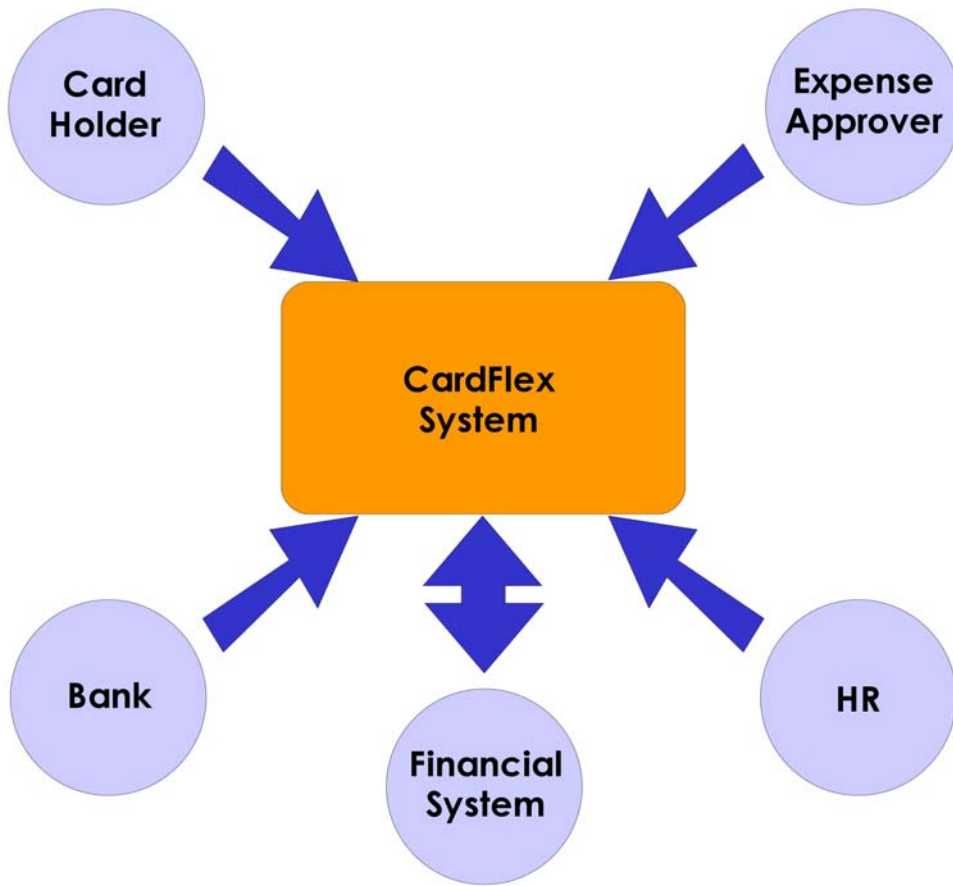 Card
Holder
Expense
Approver
CardFlex
System
Bank
Financial
System
HR